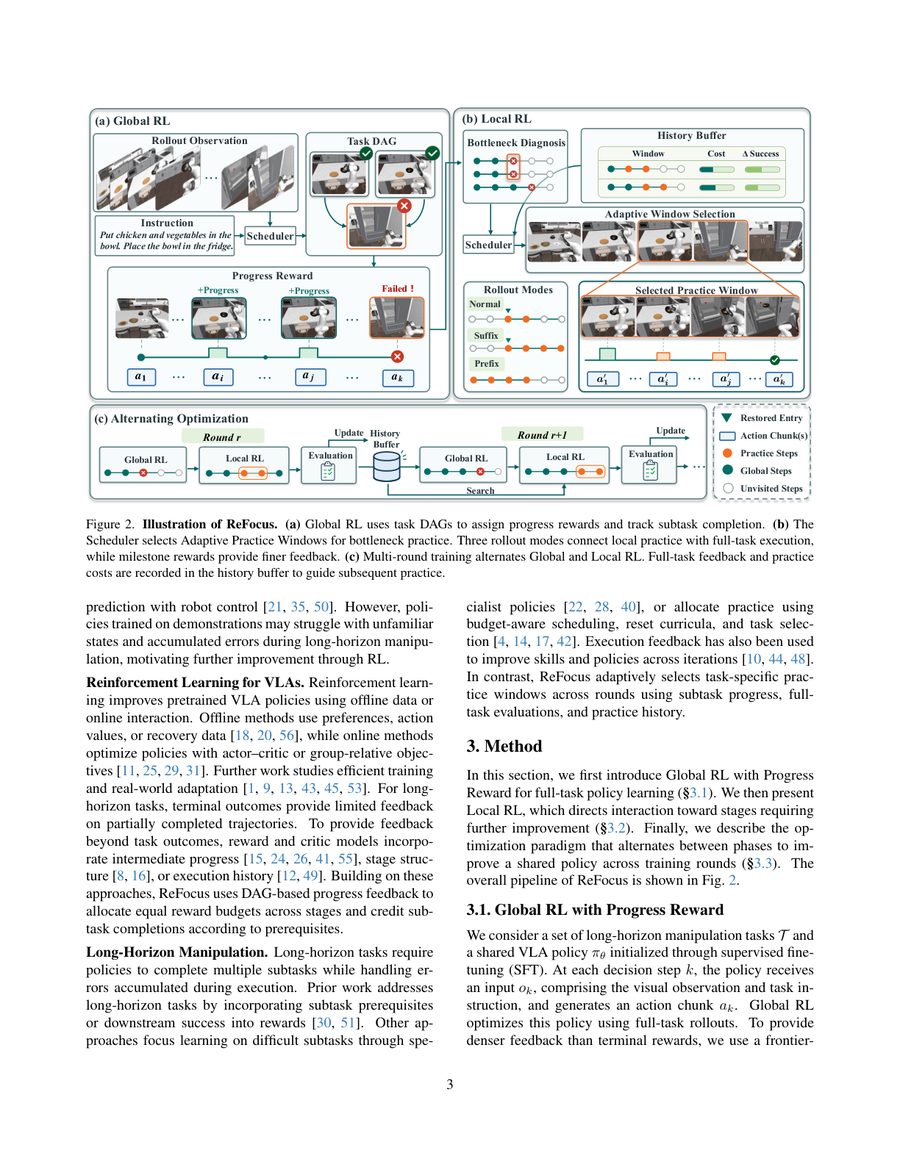 (a) Global RL
Rollout Observation
...
Instruction
Put chicken and vegetables in the
bowl. Place the bowl in the fridge.
Scheduler
Task DAG
Progress Reward
+Progress
+Progress
Failed !
... ... ...
a1 ... ai ... aj ... ak
(b) Local RL
Bottleneck Diagnosis
History Buffer
Window Cost Δ Success
Scheduler
Adaptive Window Selection
Rollout Modes
Normal
Suffix
Prefix
Selected Practice Window
a′1 ... a′i ... a′j ... a′k
(c) Alternating Optimization
Round r
Global RL
Local RL
Evaluation
Update
History
Buffer
Search
Round r+1
Global RL
Local RL
Evaluation
Update
...
Restored Entry
Action Chunk(s)
Practice Steps
Global Steps
Unvisited Steps
Figure 2. Illustration of ReFocus. (a) Global RL uses task DAGs to assign progress rewards and track subtask completion. (b) The
Scheduler selects Adaptive Practice Windows for bottleneck practice. Three rollout modes connect local practice with full-task execution,
while milestone rewards provide finer feedback. (c) Multi-round training alternates Global and Local RL. Full-task feedback and practice
costs are recorded in the history buffer to guide subsequent practice.
prediction with robot control [21, 35, 50]. However, poli-
cies trained on demonstrations may struggle with unfamiliar
states and accumulated errors during long-horizon manipu-
lation, motivating further improvement through RL.
Reinforcement Learning for VLAs. Reinforcement learn-
ing improves pretrained VLA policies using offline data or
online interaction. Offline methods use preferences, action
values, or recovery data [18, 20, 56], while online methods
optimize policies with actor–critic or group-relative objec-
tives [11, 25, 29, 31]. Further work studies efficient training
and real-world adaptation [1, 9, 13, 43, 45, 53]. For long-
horizon tasks, terminal outcomes provide limited feedback
on partially completed trajectories. To provide feedback
beyond task outcomes, reward and critic models incorpo-
rate intermediate progress [15, 24, 26, 41, 55], stage struc-
ture [8, 16], or execution history [12, 49]. Building on these
approaches, ReFocus uses DAG-based progress feedback to
allocate equal reward budgets across stages and credit sub-
task completions according to prerequisites.
Long-Horizon Manipulation. Long-horizon tasks require
policies to complete multiple subtasks while handling er-
rors accumulated during execution. Prior work addresses
long-horizon tasks by incorporating subtask prerequisites
or downstream success into rewards [30, 51]. Other ap-
proaches focus learning on difficult subtasks through spe-
cialist policies [22, 28, 40], or allocate practice using
budget-aware scheduling, reset curricula, and task selec-
tion [4, 14, 17, 42]. Execution feedback has also been used
to improve skills and policies across iterations [10, 44, 48].
In contrast, ReFocus adaptively selects task-specific prac-
tice windows across rounds using subtask progress, full-
task evaluations, and practice history.
3. Method
In this section, we first introduce Global RL with Progress
Reward for full-task policy learning (§3.1). We then present
Local RL, which directs interaction toward stages requiring
further improvement (§3.2). Finally, we describe the op-
timization paradigm that alternates between phases to im-
prove a shared policy across training rounds (§3.3). The
overall pipeline of ReFocus is shown in Fig. 2.
3.1. Global RL with Progress Reward
We consider a set of long-horizon manipulation tasks 𝒯 and
a shared VLA policy πθ initialized through supervised fine-
tuning (SFT). At each decision step k, the policy receives
an input ok, comprising the visual observation and task in-
struction, and generates an action chunk ak. Global RL
optimizes this policy using full-task rollouts. To provide
denser feedback than terminal rewards, we use a frontier-
3